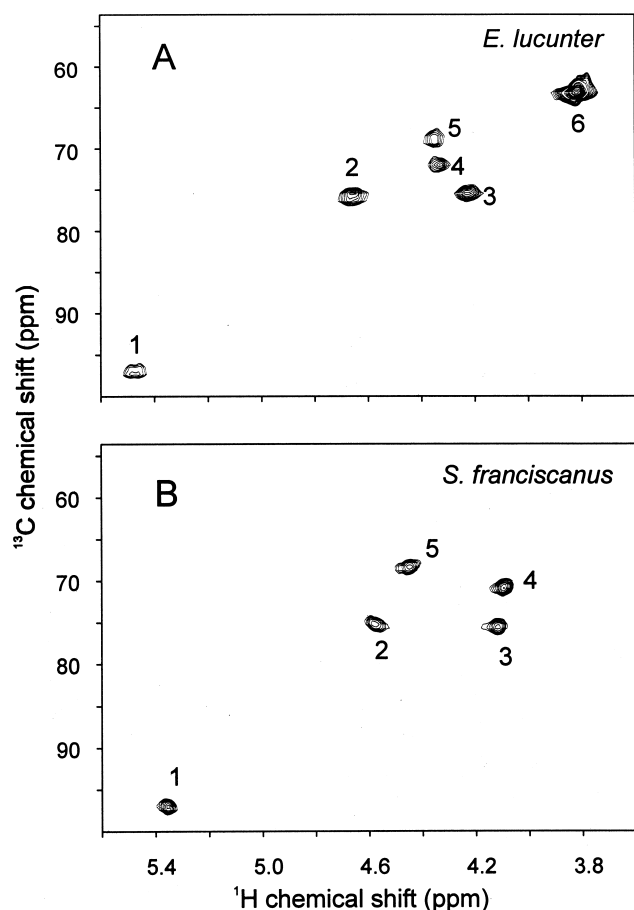 A
E. lucunter
60
70
80
90
1
2
5
4
3
6
¹³C chemical shift (ppm)
B
S. franciscanus
60
70
80
90
1
2
5
4
3
5.4 5.0 4.6 4.2 3.8
¹H chemical shift (ppm)